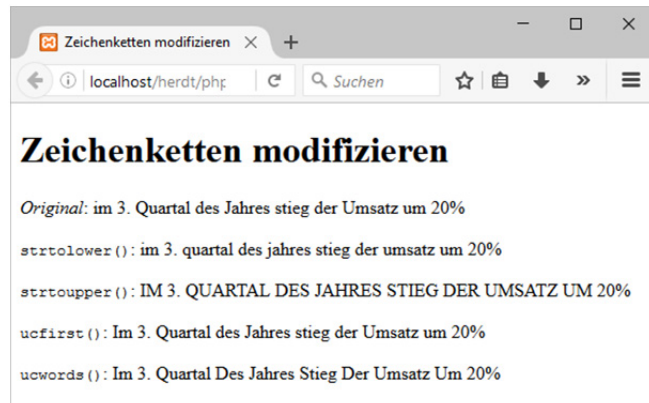 Zeichenketten modifizieren
localhost/herdt/php
Suchen
Zeichenketten modifizieren
Original: im 3. Quartal des Jahres stieg der Umsatz um 20%
strtolower(): im 3. quartal des jahres stieg der umsatz um 20%
strtoupper(): IM 3. QUARTAL DES JAHRES STIEG DER UMSATZ UM 20%
ucfirst(): Im 3. Quartal des Jahres stieg der Umsatz um 20%
ucwords(): Im 3. Quartal Des Jahres Stieg Der Umsatz Um 20%